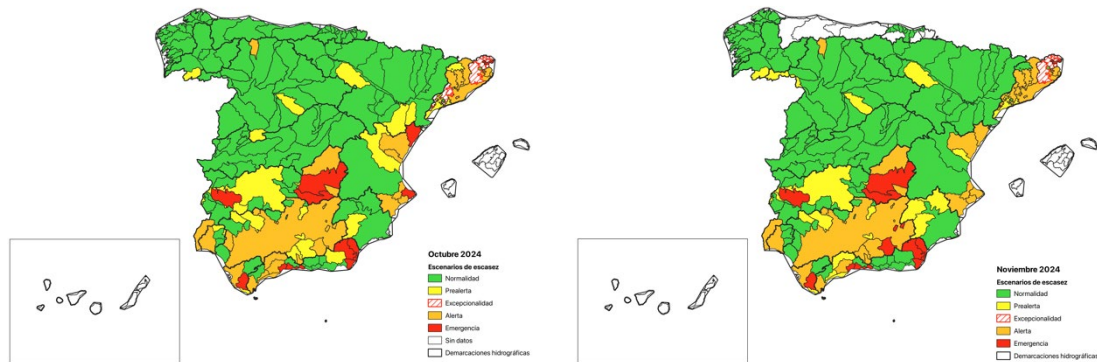 Octubre 2024
Escenarios de escasez
Normalidad
Prealerta
Excepcionalidad
Alerta
Emergencia
Sin datos
Demarcaciones hidrográficas
Noviembre 2024
Escenarios de escasez
Normalidad
Prealerta
Excepcionalidad
Alerta
Emergencia
Demarcaciones hidrográficas